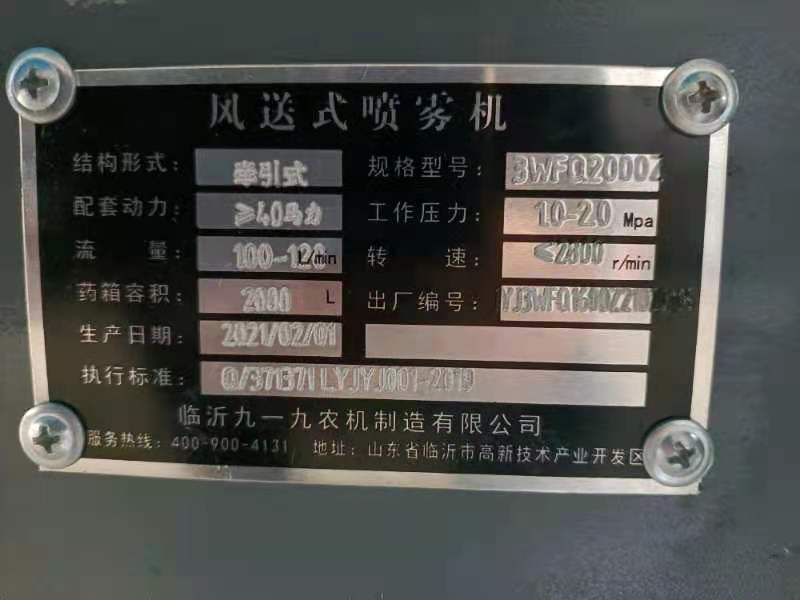 风送式喷雾机
结构形式： 牵引式 规格型号： 3WFQ2000Z
配套动力： ≥40马力 工作压力： 10-20 Mpa
流 量： 100-120 L/min 转 速： <2800 r/min
药箱容积： 2000 L 出厂编号：
生产日期： 2021/02/01
执行标准：
临沂九一九农机制造有限公司
服务热线：400-900-4131 地址：山东省临沂市高新技术产业开发区